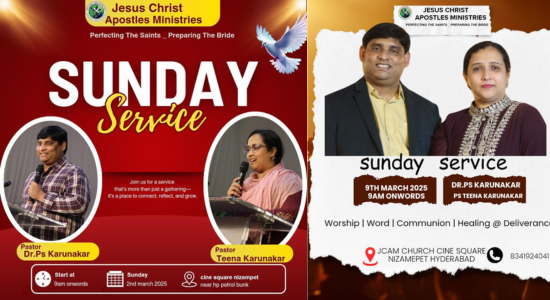 Jesus Christ
Apostles Ministries
Perfecting The Saints _ Preparing The Bride
SUNDAY
Service
Join us for a service
that's more than just a gathering—
it's a place to connect, reflect, and grow.
Pastor
Dr.Ps Karunakar
Pastor
Teena Karunakar
Start at
9am onwords
Sunday
2nd march 2025
cine square nizampet
near hp petrol bunk
JESUS CHRIST
APOSTLES MINISTRIES
PERFECTING THE SAINTS _ PREPARING THE BRIDE
sunday service
9TH MARCH 2025
9AM ONWORDS
DR.PS KARUNAKAR
PS TEENA KARUNAKAR
Worship | Word | Communion | Healing @ Deliverance
JCAM CHURCH CINE SQUARE
NIZAMEPET HYDERABAD
8341924041